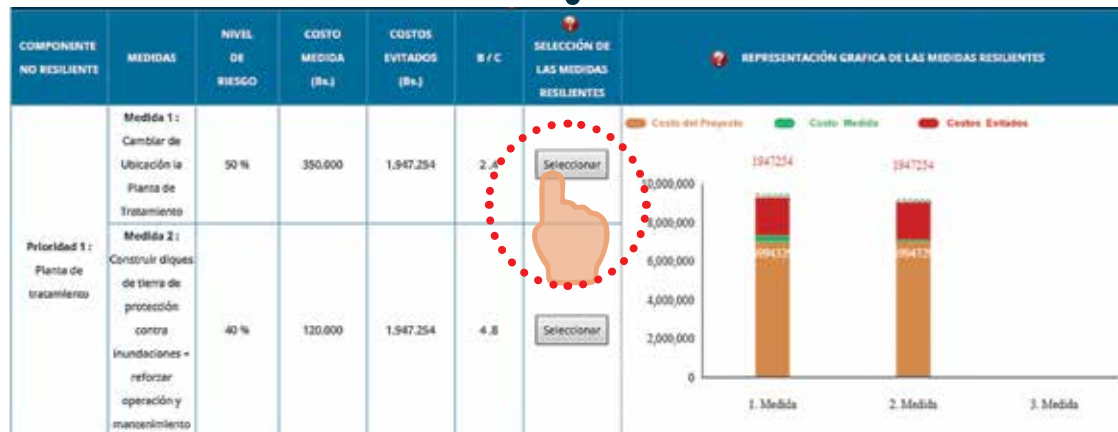 COMPONENTE
NO RESILIENTE
MEDIDAS
NIVEL
DE
RIESGO
COSTO
MEDIDA
(Bs.)
COSTOS
EVITADOS
(Bs.)
B / C
SELECCIÓN DE
LAS MEDIDAS
RESILIENTES
REPRESENTACIÓN GRAFICA DE LAS MEDIDAS RESILIENTES
Prioridad 1 :
Planta de
tratamiento
Medida 1 :
Cambiar de
Ubicación la
Planta de
Tratamiento
50 %
350.000
1.947.254
Seleccionar
Medida 2 :
Construir diques
de tierra de
protección
contra
inundaciones +
reforzar
operación y
mantenimiento
40 %
120.000
1.947.254
4 .8
Seleccionar
Costo del Proyecto
Costo Medida
Costos Evitados
1947254
1947254
10,000,000
8,000,000
6,000,000
4,000,000
2,000,000
0
1. Medida
2. Medida
3. Medida